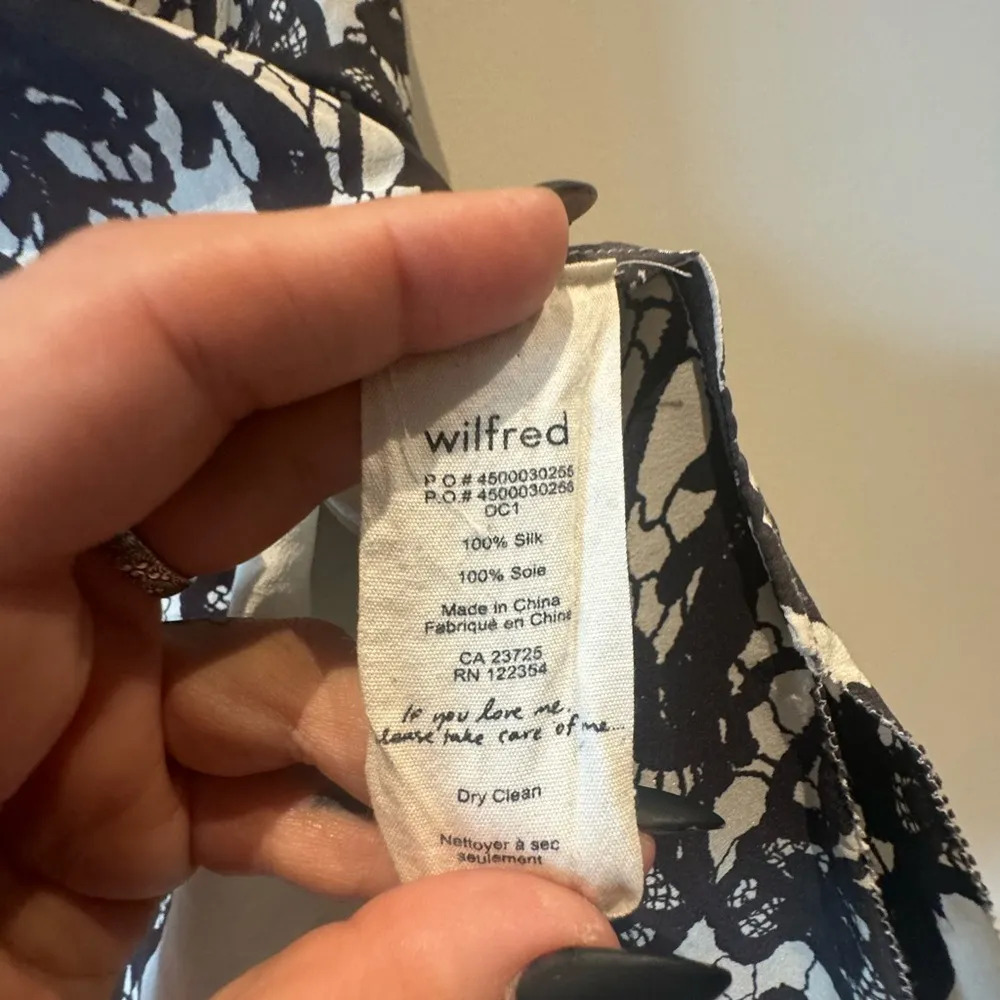 wilfred
P.O.# 4500030255
P.O.# 4500030256
DC1
100% Silk
100% Soie
Made in China
Fabriqué en Chine
CA 23725
RN 122354
If you love me,
please take care of me...
Dry Clean
Nettoyer à sec
seulement